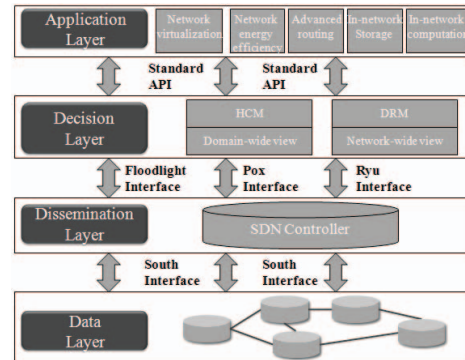 Application
Layer
Network
virtualization
Network
energy
efficiency
Advanced
routing
In-network
Storage
In-network
computation
Standard
API
Standard
API
Decision
Layer
HCM
Domain-wide view
DRM
Network-wide view
Floodlight
Interface
Pox
Interface
Ryu
Interface
Dissemination
Layer
SDN Controller
South
Interface
South
Interface
Data
Layer